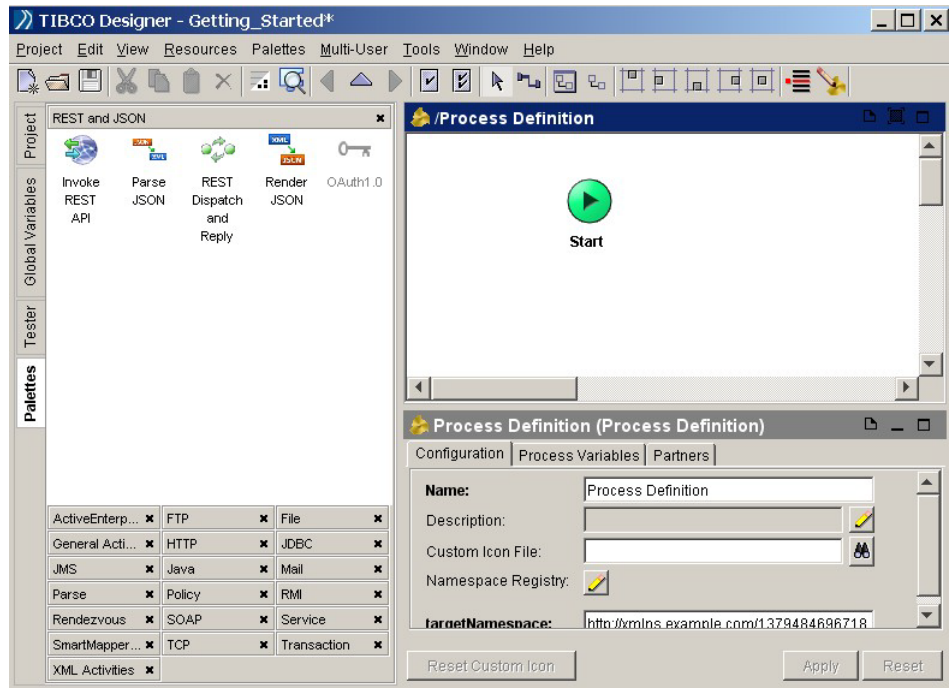 TIBCO Designer - Getting_Started*
Project Edit View Resources Palettes Multi-User Tools Window Help
Project
Global Variables
Tester
Palettes
REST and JSON
Invoke
REST
API
Parse
JSON
REST
Dispatch
and
Reply
Render
JSON
OAuth1.0
ActiveEnterp... FTP File
General Acti... HTTP JDBC
JMS Java Mail
Parse Policy RMI
Rendezvous SOAP Service
SmartMapper... TCP Transaction
XML Activities
/Process Definition
Start
Process Definition (Process Definition)
Configuration Process Variables Partners
Name: Process Definition
Description:
Custom Icon File:
Namespace Registry:
targetNamespace: http://xmlns.example.com/1379484696718
Reset Custom Icon Apply Reset